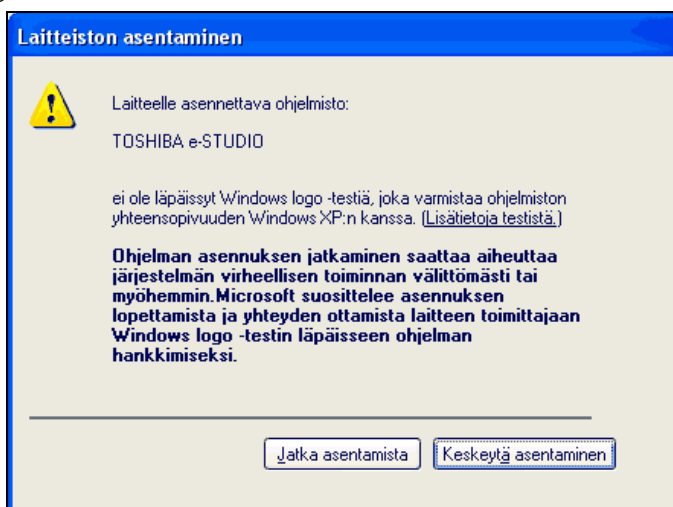 Laitteiston asentaminen
Laitteelle asennettava ohjelmisto:
TOSHIBA e-STUDIO
ei ole läpäissyt Windows logo -testiä, joka varmistaa ohjelmiston
yhteensopivuuden Windows XP:n kanssa. (Lisätietoja testistä.)
Ohjelman asennuksen jatkaminen saattaa aiheuttaa
järjestelmän virheellisen toiminnan välittömästi tai
myöhemmin.Microsoft suosittelee asennuksen
lopettamista ja yhteyden ottamista laitteen toimittajaan
Windows logo -testin läpäisseen ohjelman
hankkimiseksi.
Jatka asentamista Keskeytä asentaminen